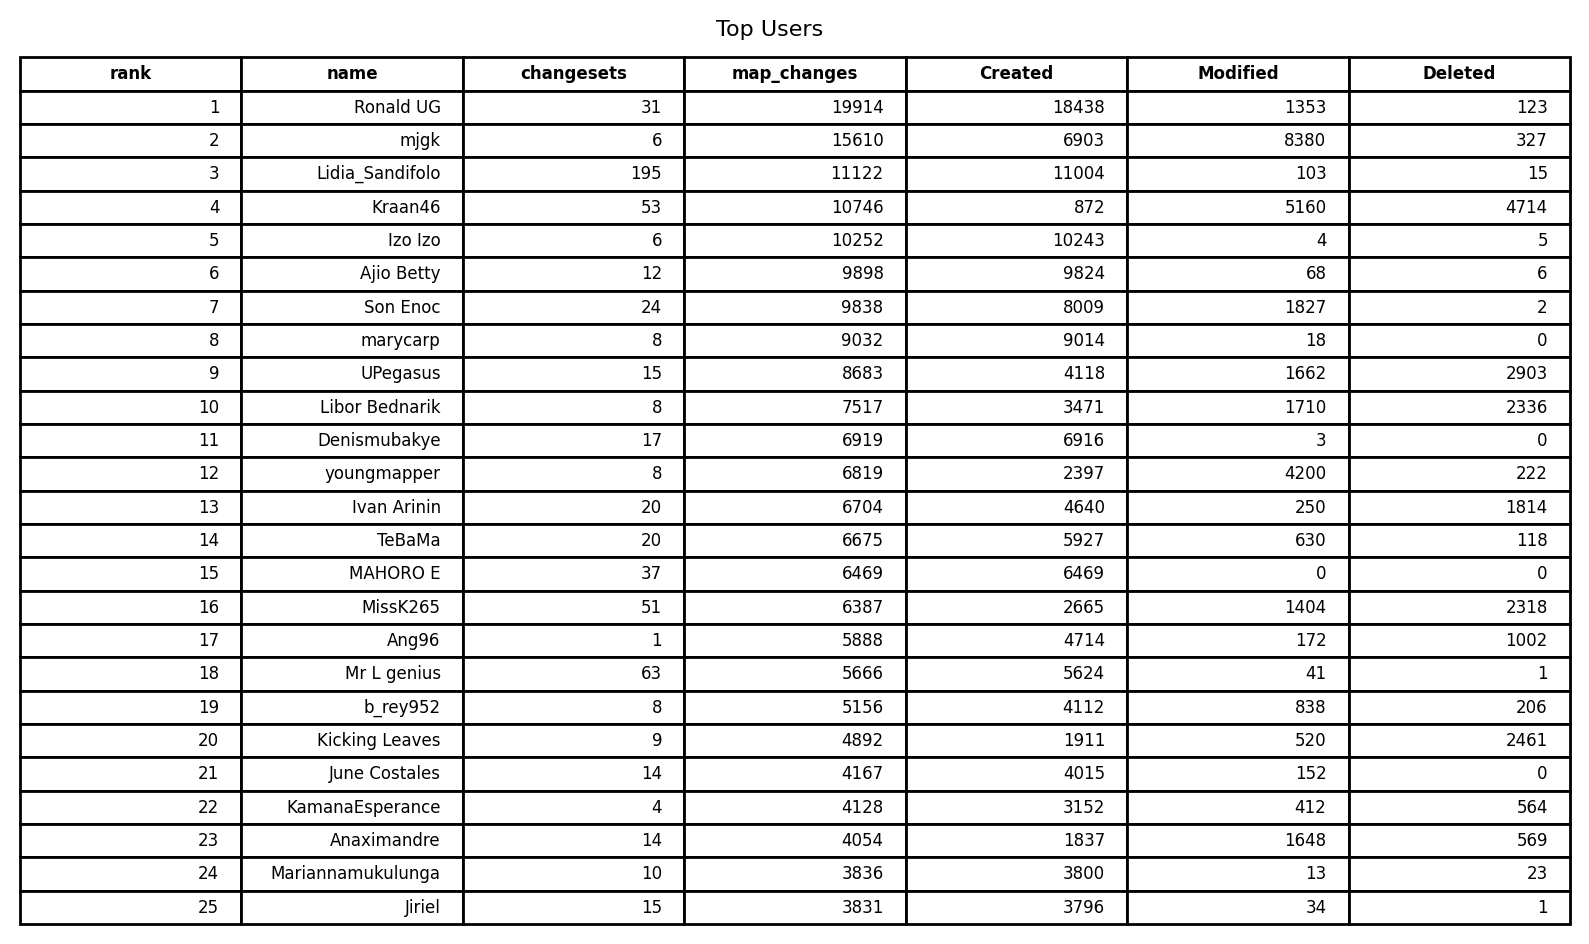 Top Users
rank name changesets map_changes Created Modified Deleted
1 Ronald UG 31 19914 18438 1353 123
2 mjgk 6 15610 6903 8380 327
3 Lidia_Sandifolo 195 11122 11004 103 15
4 Kraan46 53 10746 872 5160 4714
5 Izo Izo 6 10252 10243 4 5
6 Ajio Betty 12 9898 9824 68 6
7 Son Enoc 24 9838 8009 1827 2
8 marycarp 8 9032 9014 18 0
9 UPegasus 15 8683 4118 1662 2903
10 Libor Bednarik 8 7517 3471 1710 2336
11 Denismubakye 17 6919 6916 3 0
12 youngmapper 8 6819 2397 4200 222
13 Ivan Arinin 20 6704 4640 250 1814
14 TeBaMa 20 6675 5927 630 118
15 MAHORO E 37 6469 6469 0 0
16 MissK265 51 6387 2665 1404 2318
17 Ang96 1 5888 4714 172 1002
18 Mr L genius 63 5666 5624 41 1
19 b_rey952 8 5156 4112 838 206
20 Kicking Leaves 9 4892 1911 520 2461
21 June Costales 14 4167 4015 152 0
22 KamanaEsperance 4 4128 3152 412 564
23 Anaximandre 14 4054 1837 1648 569
24 Mariannamukulunga 10 3836 3800 13 23
25 Jiriel 15 3831 3796 34 1